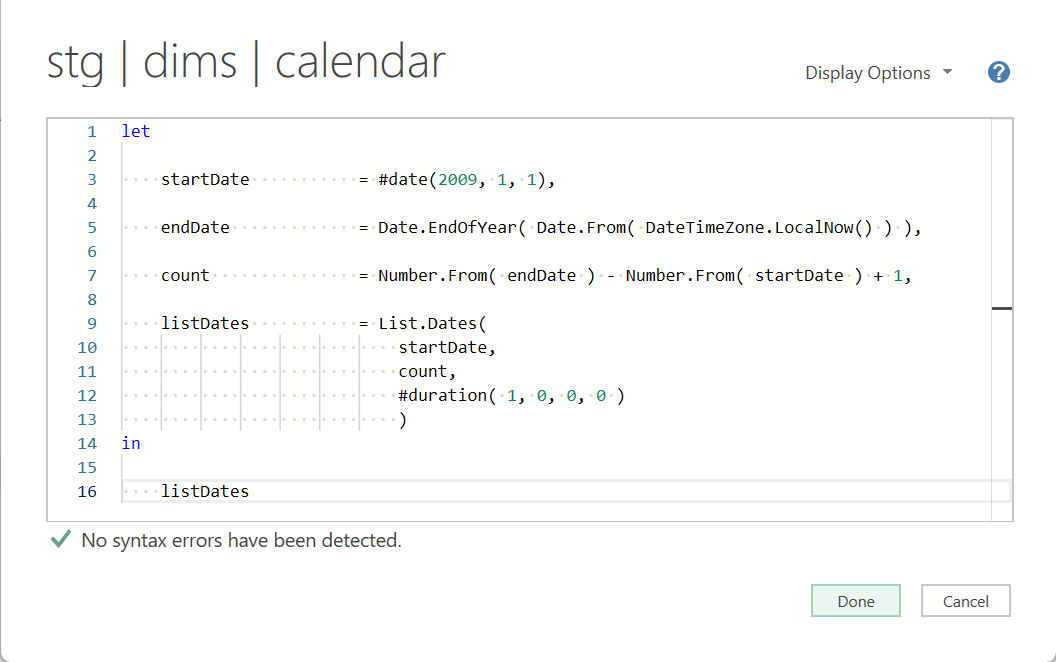 stg | dims | calendar
Display Options
?
1 let
2
3 startDate = #date(2009, 1, 1),
4
5 endDate = Date.EndOfYear( Date.From( DateTimeZone.LocalNow() ) ),
6
7 count = Number.From( endDate ) - Number.From( startDate ) + 1,
8
9 listDates = List.Dates(
10 startDate,
11 count,
12 #duration( 1, 0, 0, 0 )
13 )
14 in
15
16 listDates
No syntax errors have been detected.
Done Cancel